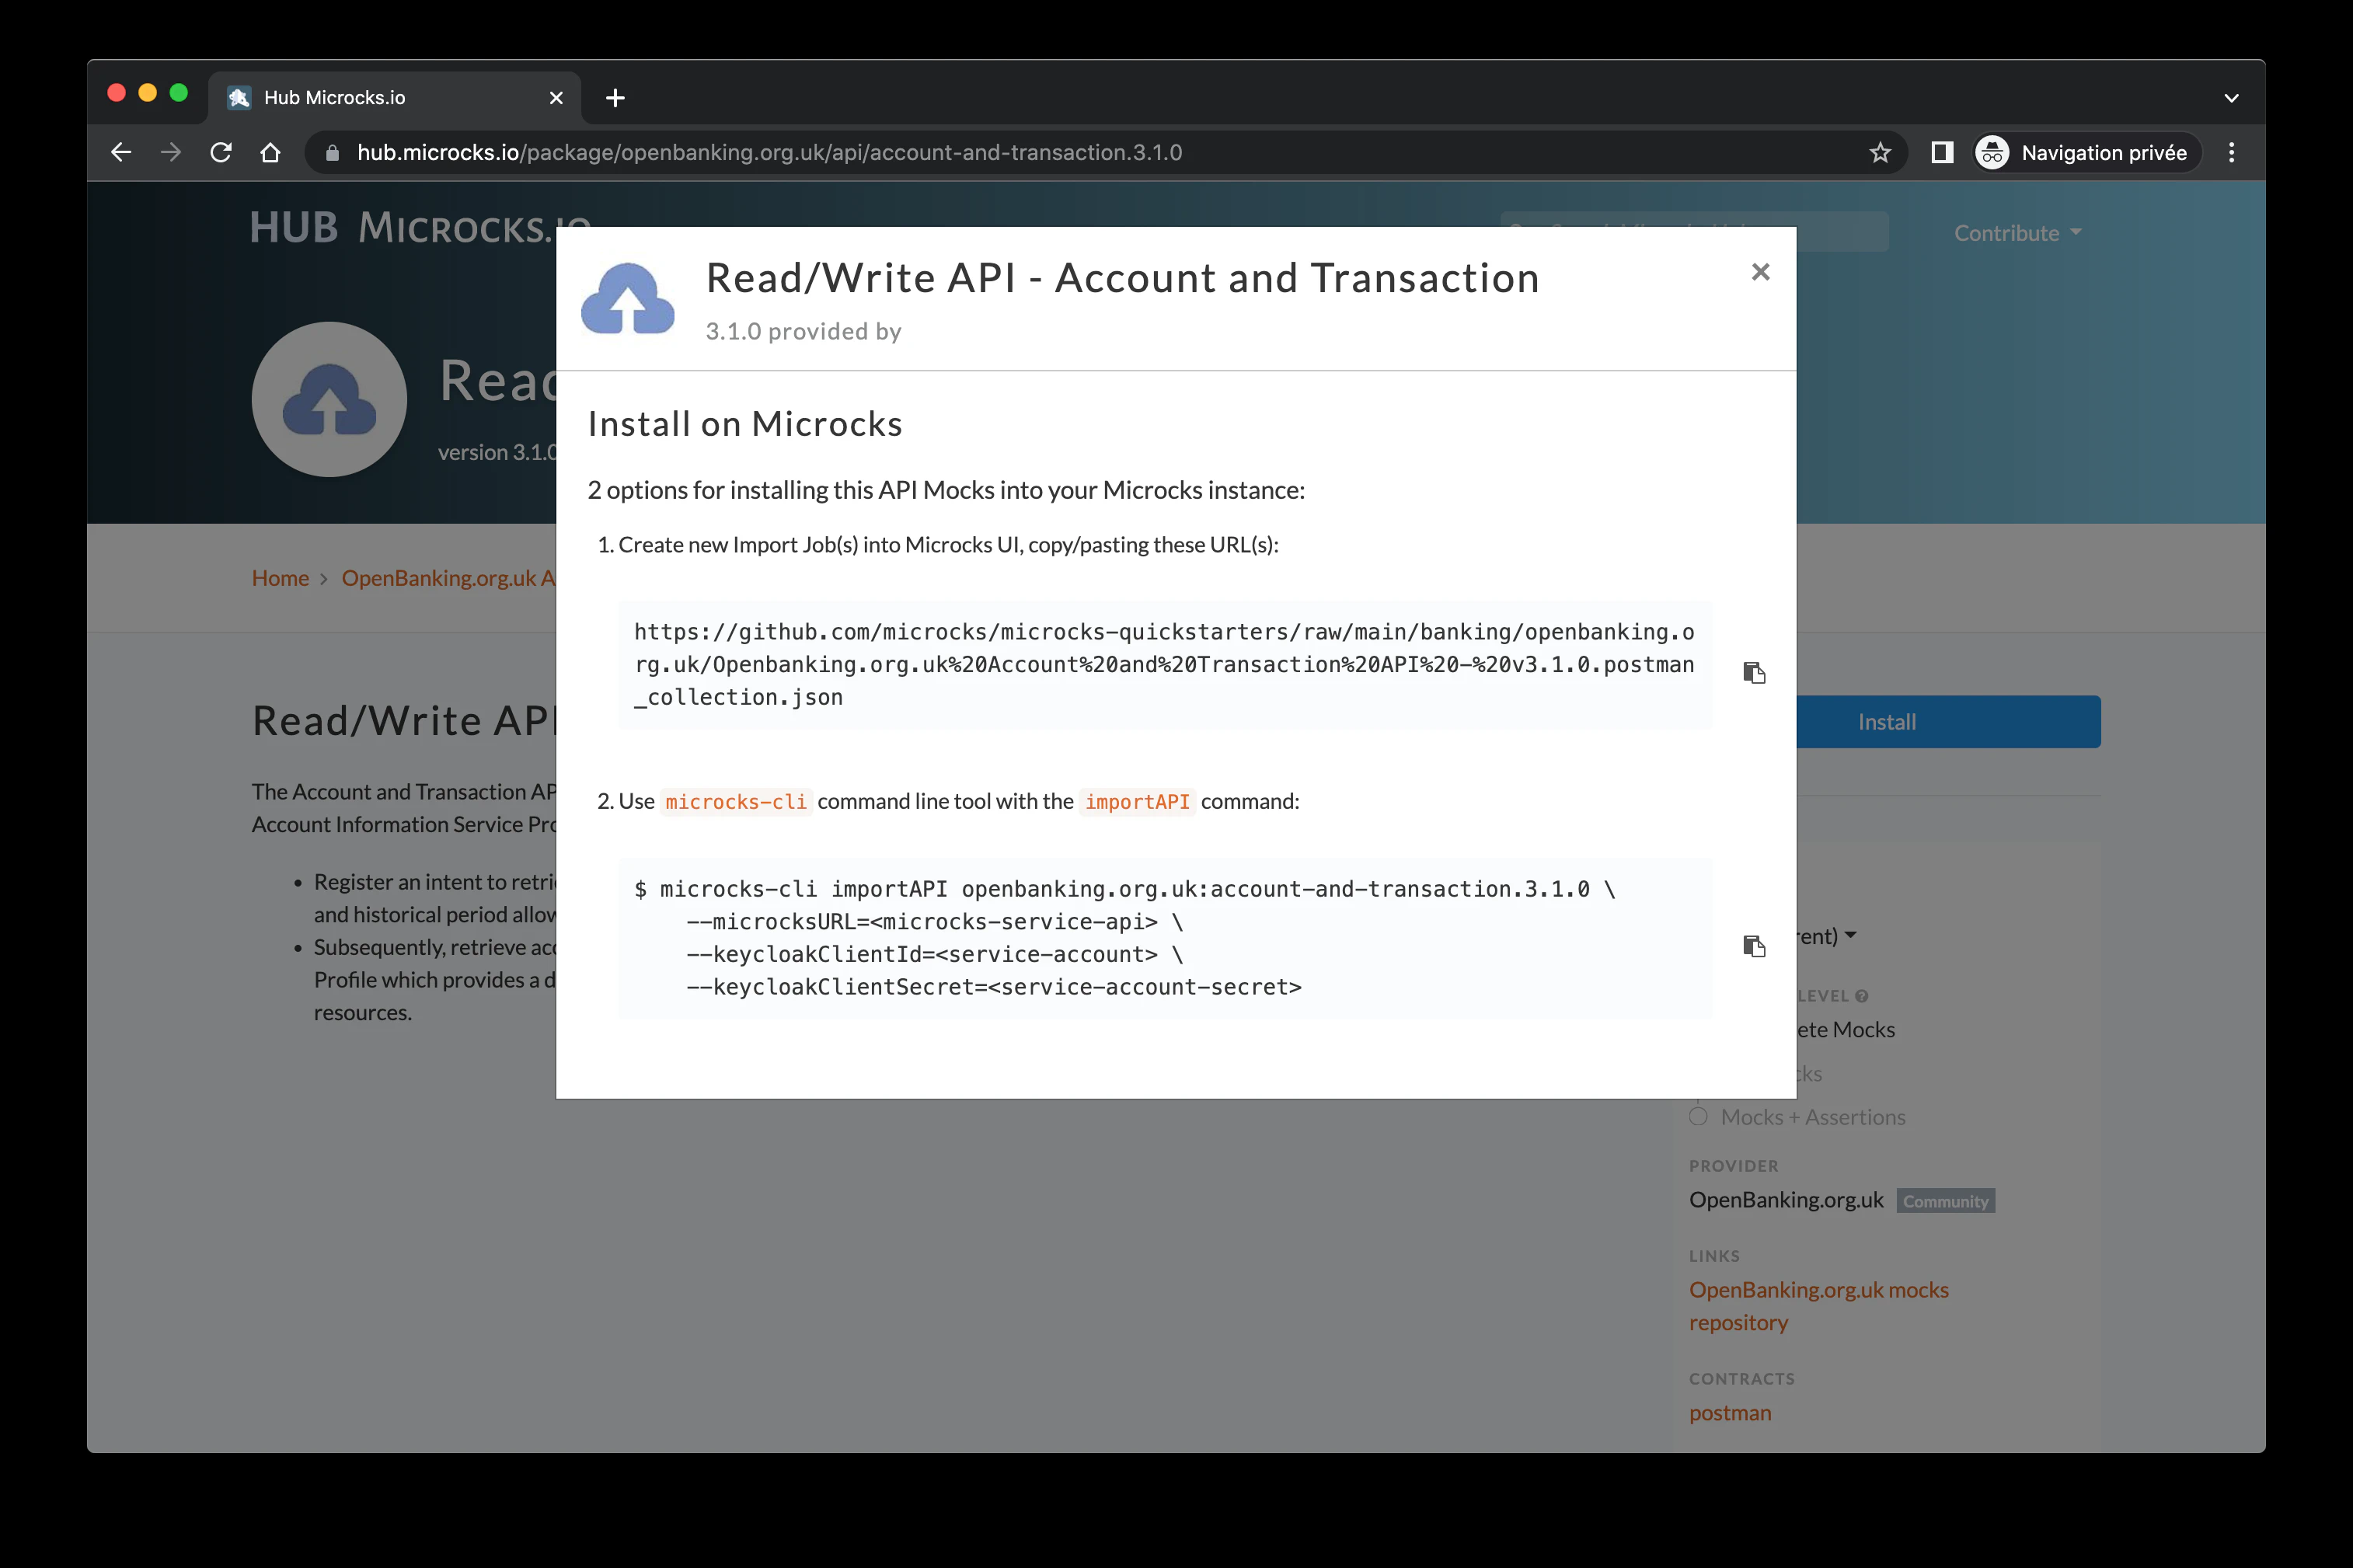 Hub Microcks.io
hub.microcks.io/package/openbanking.org.uk/api/account-and-transaction.3.1.0
Navigation privée
HUB MICROCKS.IO
Contribute
Read
version 3.1.0
Home > OpenBanking.org.uk A
Read/Write API
The Account and Transaction AP
Account Information Service Pro
• Register an intent to retrie
and historical period allow
• Subsequently, retrieve acc
Profile which provides a d
resources.
Read/Write API - Account and Transaction
3.1.0 provided by
Install on Microcks
2 options for installing this API Mocks into your Microcks instance:
1. Create new Import Job(s) into Microcks UI, copy/pasting these URL(s):
https://github.com/microcks/microcks-quickstarters/raw/main/banking/openbanking.o
rg.uk/Openbanking.org.uk%20Account%20and%20Transaction%20API%20-%20v3.1.0.postman
_collection.json
2. Use microcks-cli command line tool with the importAPI command:
$ microcks-cli importAPI openbanking.org.uk:account-and-transaction.3.1.0 \
--microcksURL=<microcks-service-api> \
--keycloakClientId=<service-account> \
--keycloakClientSecret=<service-account-secret>
Install
rent)
LEVEL
ete Mocks
cks
Mocks + Assertions
PROVIDER
OpenBanking.org.uk Community
LINKS
OpenBanking.org.uk mocks
repository
CONTRACTS
postman